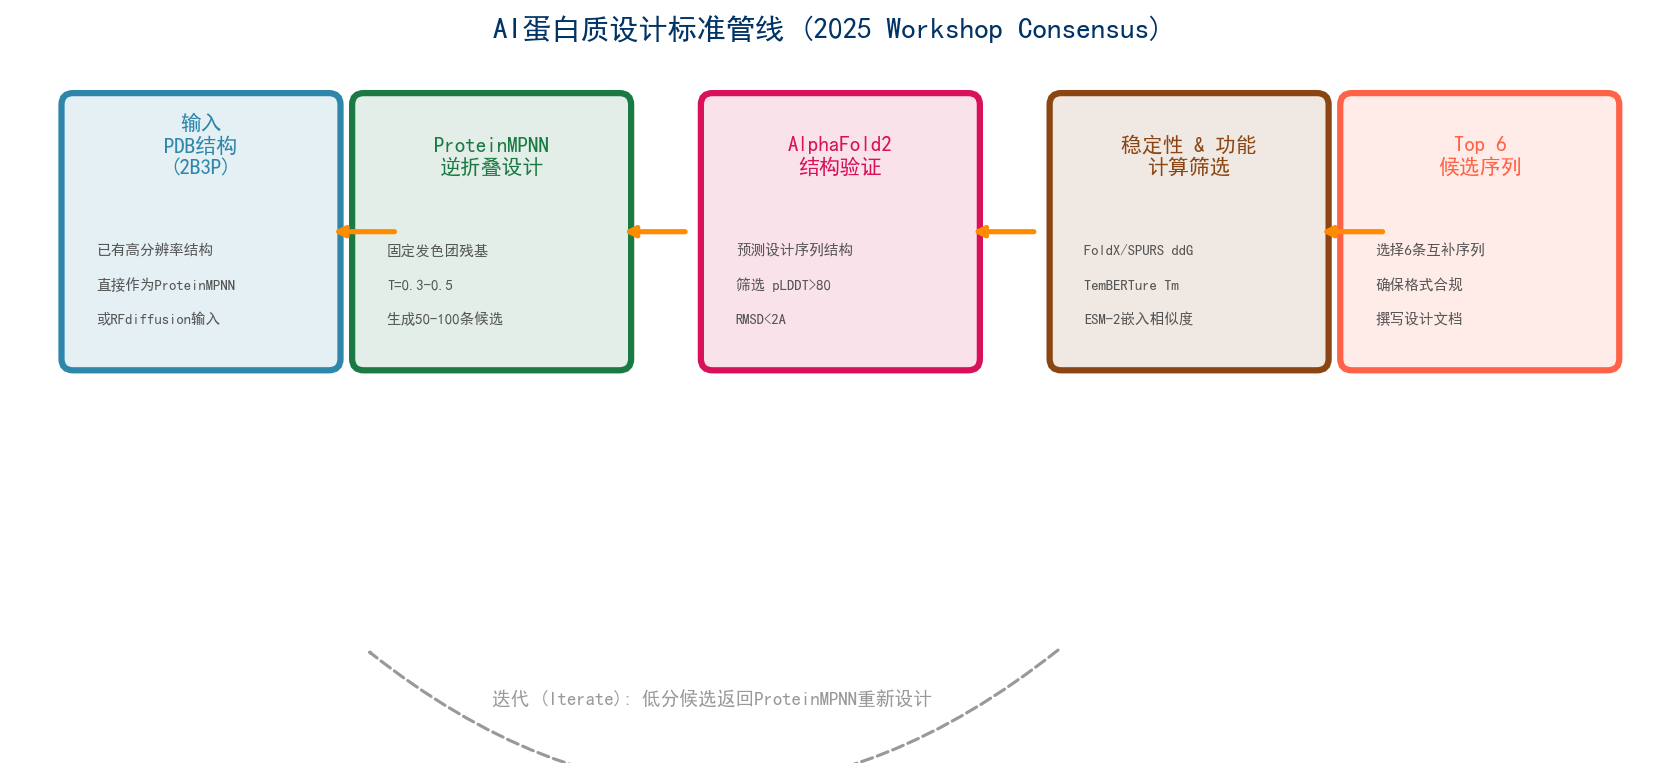 AI蛋白质设计标准管线 (2025 Workshop Consensus)
输入
PDB结构
(2B3P)
已有高分辨率结构
直接作为ProteinMPNN
或RFdiffusion输入
ProteinMPNN
逆折叠设计
固定发色团残基
T=0.3-0.5
生成50-100条候选
AlphaFold2
结构验证
预测设计序列结构
筛选 pLDDT>80
RMSD<2A
稳定性 & 功能
计算筛选
FoldX/SPURS ddG
TemBERTure Tm
ESM-2嵌入相似度
Top 6
候选序列
选择6条互补序列
确保格式合规
撰写设计文档
迭代 (Iterate): 低分候选返回ProteinMPNN重新设计